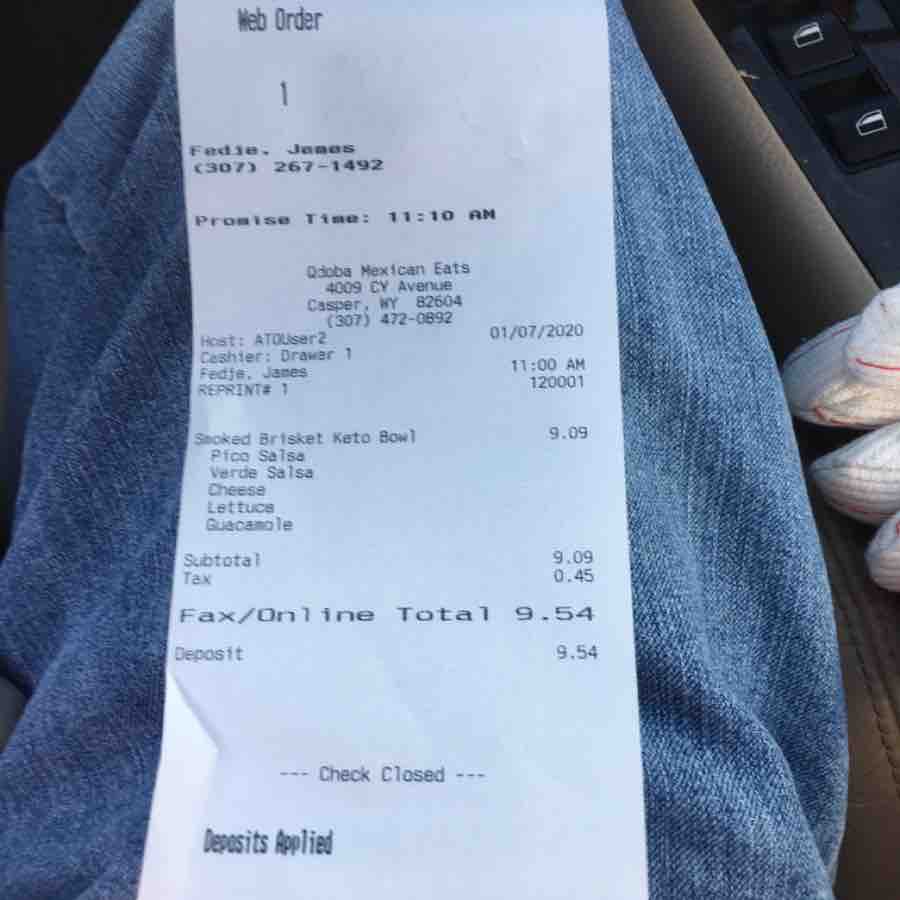 Web Order
1
Fedje, James
(307) 267-1492
Promise Time: 11:10 AM
Qdoba Mexican Eats
4009 CY Avenue
Casper, WY 82604
(307) 472-0892
Host: ATOUser2 01/07/2020
Cashier: Drawer 1
Fedje, James 11:00 AM
REPRINT# 1 120001
Smoked Brisket Keto Bowl 9.09
Pico Salsa
Verde Salsa
Cheese
Lettuce
Guacamole
Subtotal 9.09
Tax 0.45
Fax/Online Total 9.54
Deposit 9.54
--- Check Closed ---
Deposits Applied